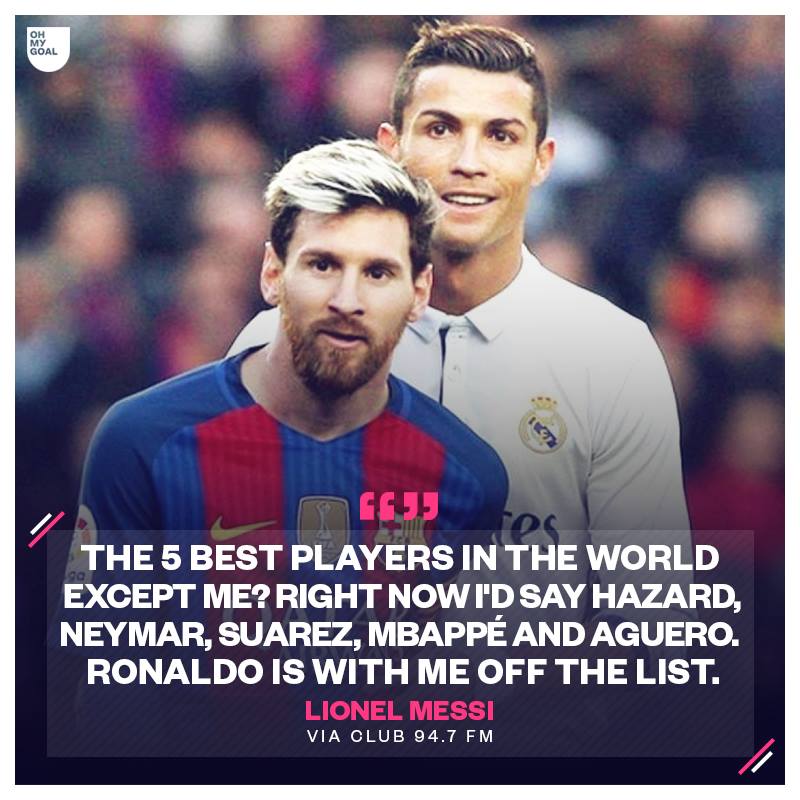 OH
MY
GOAL
THE 5 BEST PLAYERS IN THE WORLD
EXCEPT ME? RIGHT NOW I'D SAY HAZARD,
NEYMAR, SUAREZ, MBAPPÉ AND AGUERO.
RONALDO IS WITH ME OFF THE LIST.
LIONEL MESSI
VIA CLUB 94.7 FM